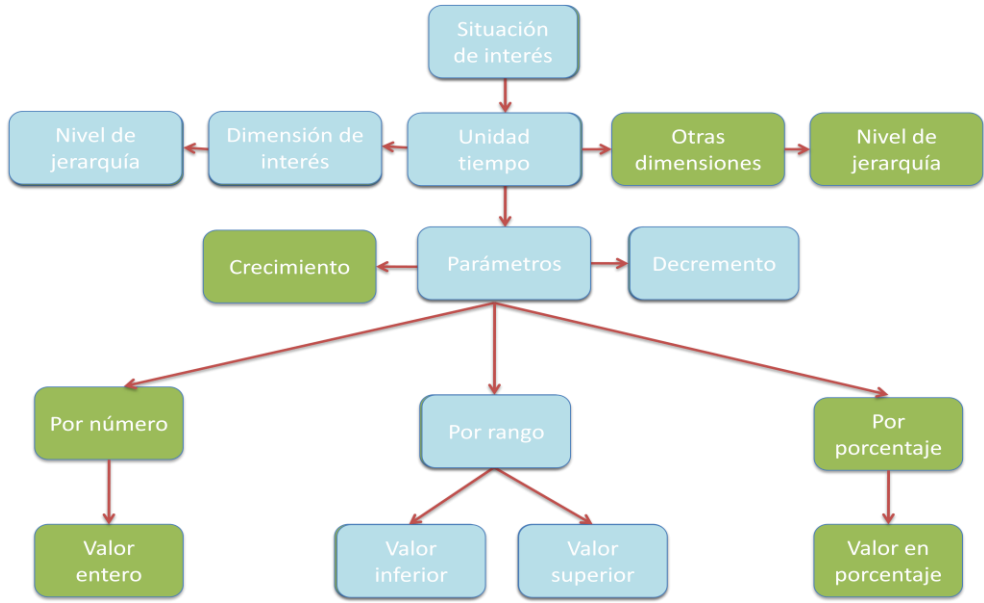 Situación
de interés
Nivel de
jerarquía
Dimensión de
interés
Unidad
tiempo
Otras
dimensiones
Nivel de
jerarquía
Crecimiento
Parámetros
Decremento
Por número
Por rango
Por
porcentaje
Valor
entero
Valor
inferior
Valor
superior
Valor en
porcentaje